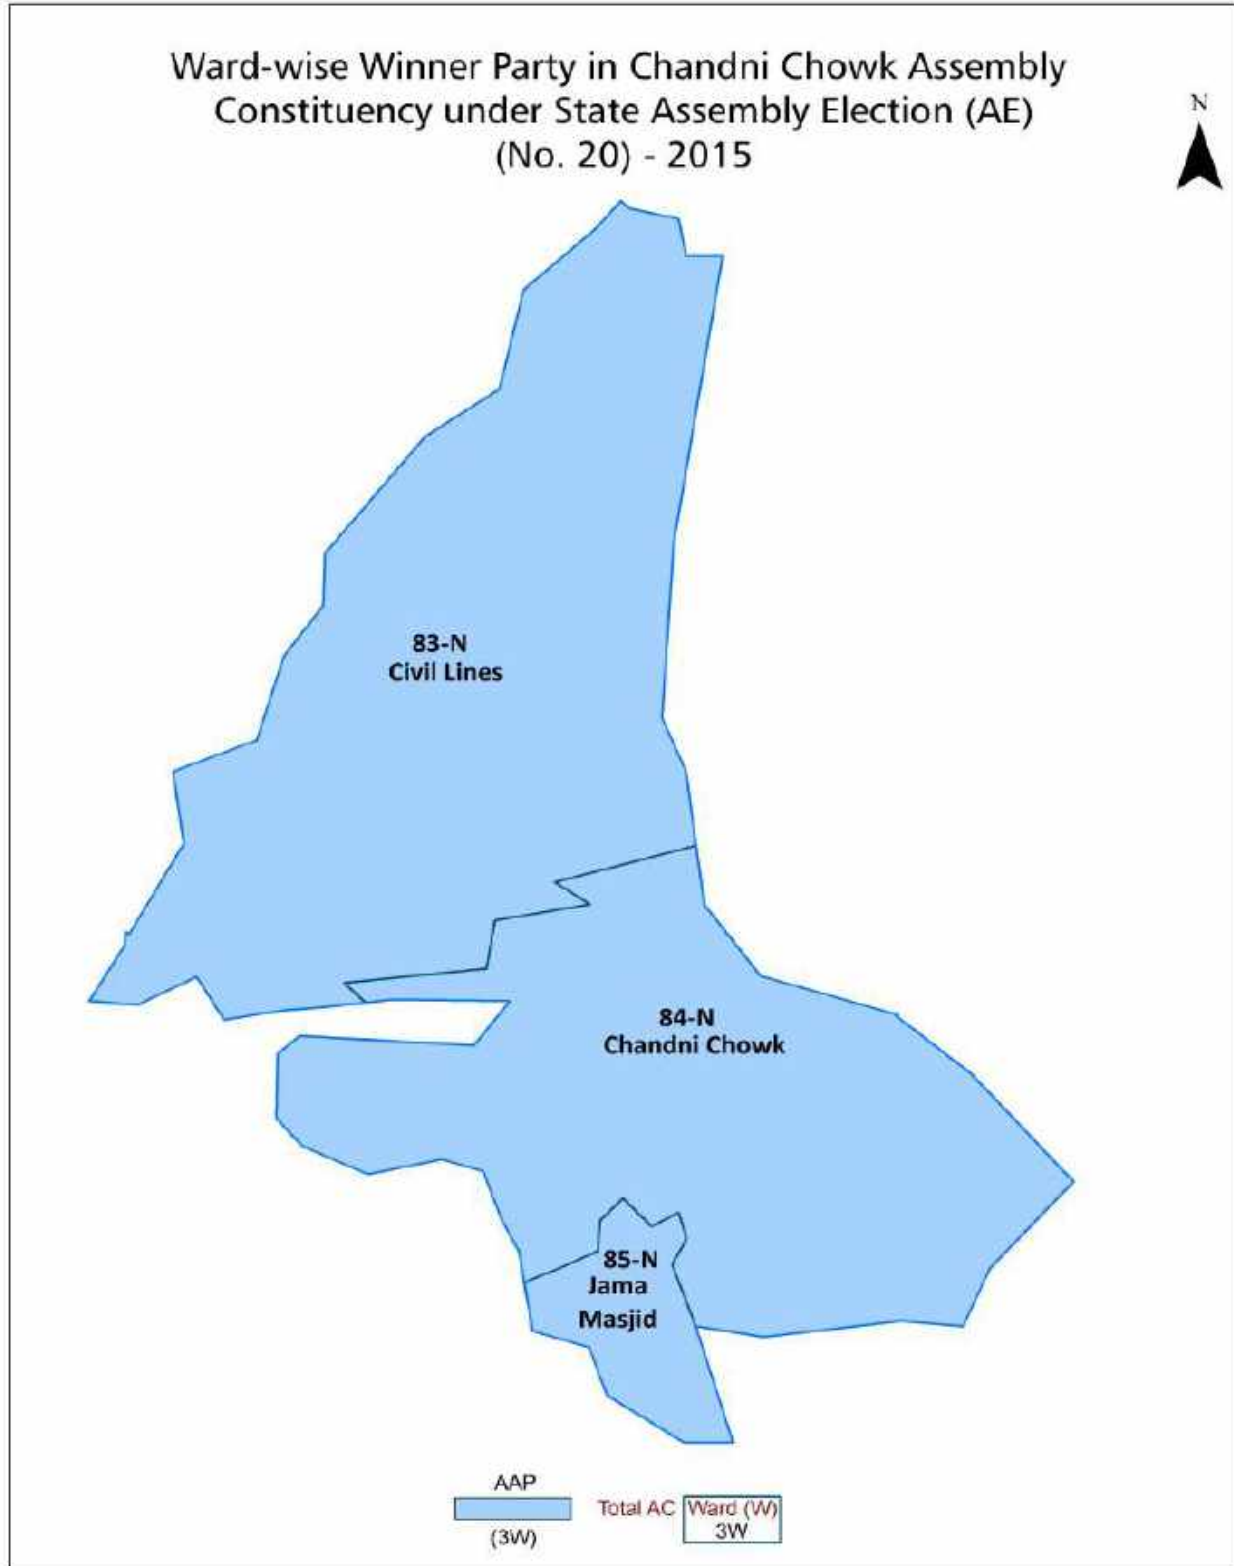 Ward-wise Winner Party in Chandni Chowk Assembly
Constituency under State Assembly Election (AE)
(No. 20) - 2015
N
83-N
Civil Lines
84-N
Chandni Chowk
85-N
Jama
Masjid
AAP
(3W)
Total AC
Ward (W)
3W